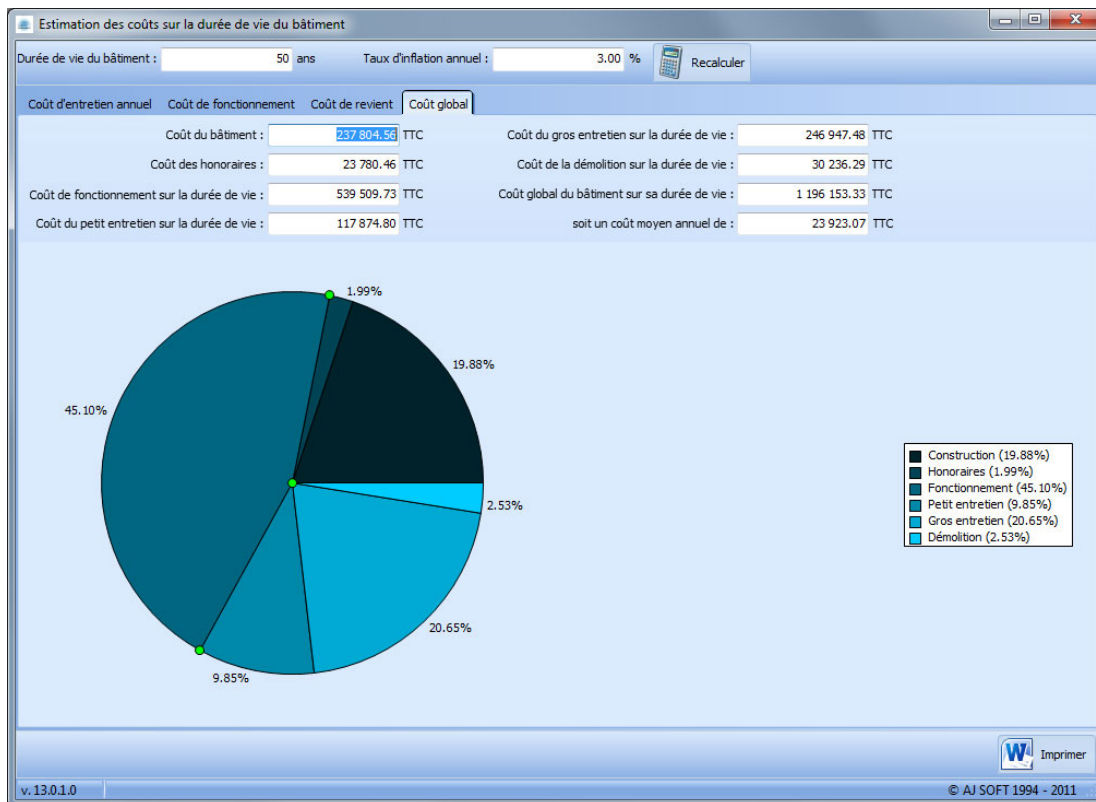 Estimation des coûts sur la durée de vie du bâtiment
Durée de vie du bâtiment : 50 ans Taux d'inflation annuel : 3.00 % Recalculer
Coût d'entretien annuel Coût de fonctionnement Coût de revient Coût global
Coût du bâtiment : 237 804.56 TTC Coût du gros entretien sur la durée de vie : 246 947.48 TTC
Coût des honoraires : 23 780.46 TTC Coût de la démolition sur la durée de vie : 30 236.29 TTC
Coût de fonctionnement sur la durée de vie : 539 509.73 TTC Coût global du bâtiment sur sa durée de vie : 1 196 153.33 TTC
Coût du petit entretien sur la durée de vie : 117 874.80 TTC soit un coût moyen annuel de : 23 923.07 TTC
1.99%
19.88%
45.10%
2.53%
20.65%
9.85%
Construction (19.88%)
Honoraires (1.99%)
Fonctionnement (45.10%)
Petit entretien (9.85%)
Gros entretien (20.65%)
Démolition (2.53%)
W Imprimer
v. 13.0.1.0 © AJ SOFT 1994 - 2011